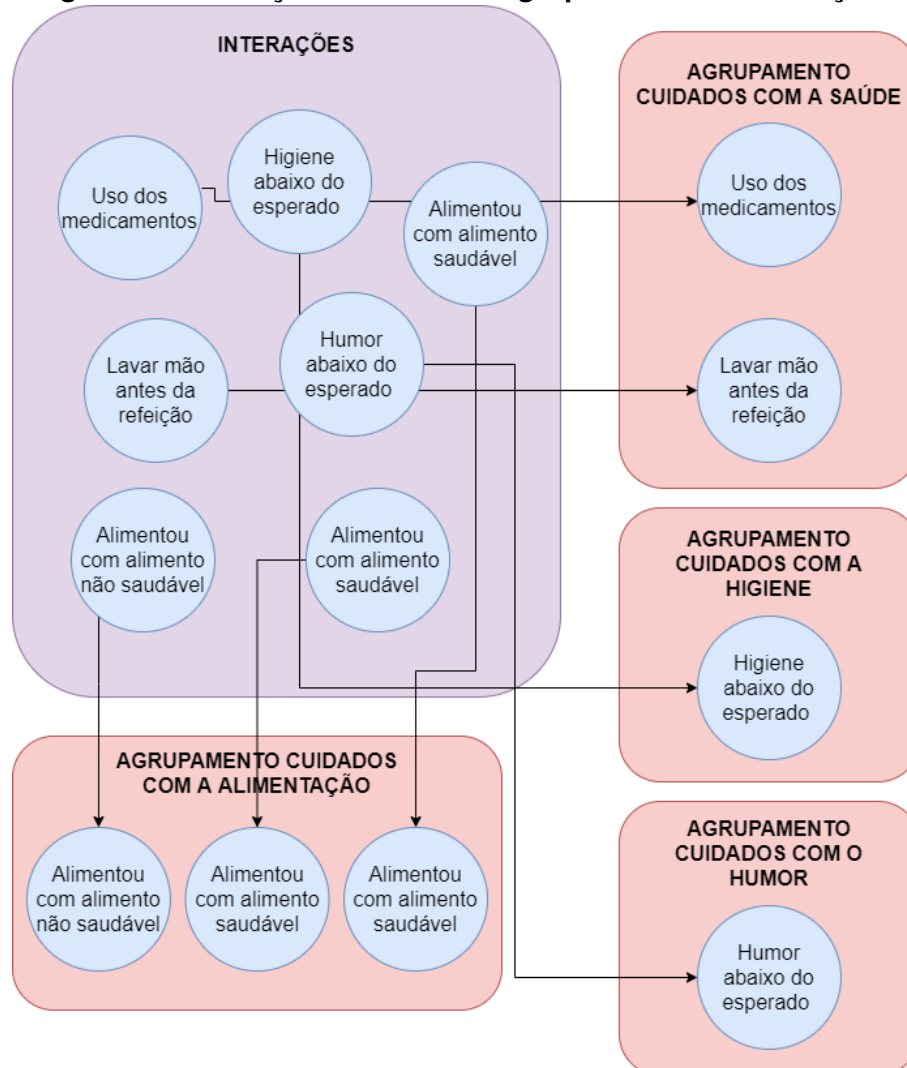 INTERAÇÕES
Uso dos
medicamentos
Higiene
abaixo do
esperado
Alimentou
com alimento
saudável
Lavar mão
antes da
refeição
Humor
abaixo do
esperado
Alimentou
com alimento
não saudável
Alimentou
com alimento
saudável
AGRUPAMENTO
CUIDADOS COM A SAÚDE
Uso dos
medicamentos
Lavar mão
antes da
refeição
AGRUPAMENTO
CUIDADOS COM A
HIGIENE
Higiene
abaixo do
esperado
AGRUPAMENTO CUIDADOS
COM A ALIMENTAÇÃO
Alimentou
com alimento
não saudável
Alimentou
com alimento
saudável
Alimentou
com alimento
saudável
AGRUPAMENTO
CUIDADOS COM O
HUMOR
Humor
abaixo do
esperado